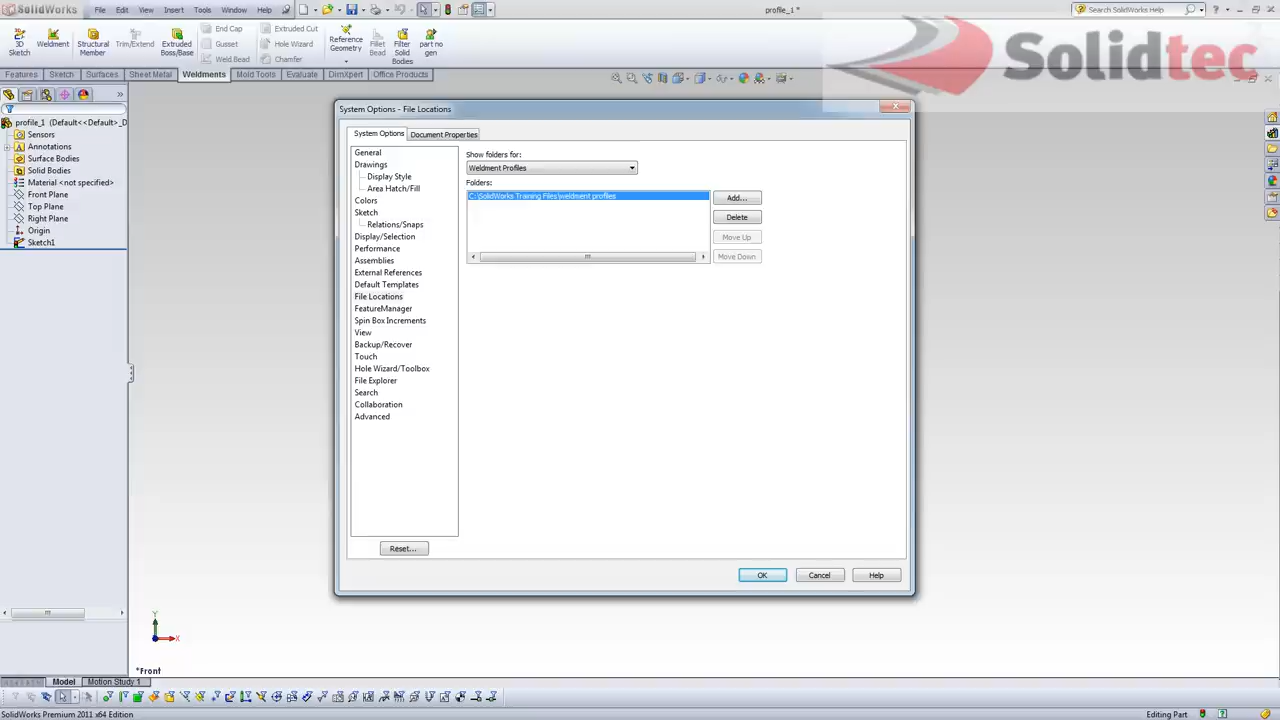 SolidWorks
File Edit View Insert Tools Window Help
profile_1 *
Search SolidWorks Help
3D Sketch
Weldment
Structural Member
Trim/Extend
Extruded Boss/Base
End Cap
Gusset
Weld Bead
Extruded Cut
Hole Wizard
Chamfer
Reference Geometry
Fillet Bead
Filter Solid Bodies
part no gen
Solidtec
Features Sketch Surfaces Sheet Metal Weldments Mold Tools Evaluate DimXpert Office Products
profile_1 (Default<<Default>_D
Sensors
Annotations
Surface Bodies
Solid Bodies
Material <not specified>
Front Plane
Top Plane
Right Plane
Origin
Sketch1
System Options - File Locations
System Options Document Properties
General
Drawings
Display Style
Area Hatch/Fill
Colors
Sketch
Relations/Snaps
Display/Selection
Performance
Assemblies
External References
Default Templates
File Locations
FeatureManager
Spin Box Increments
View
Backup/Recover
Touch
Hole Wizard/Toolbox
File Explorer
Search
Collaboration
Advanced
Reset...
Show folders for:
Weldment Profiles
Folders:
C:\SolidWorks Training Files\weldment profiles
Add...
Delete
Move Up
Move Down
OK Cancel Help
Y
X
*Front
Model Motion Study 1
SolidWorks Premium 2011 x64 Edition
Editing Part